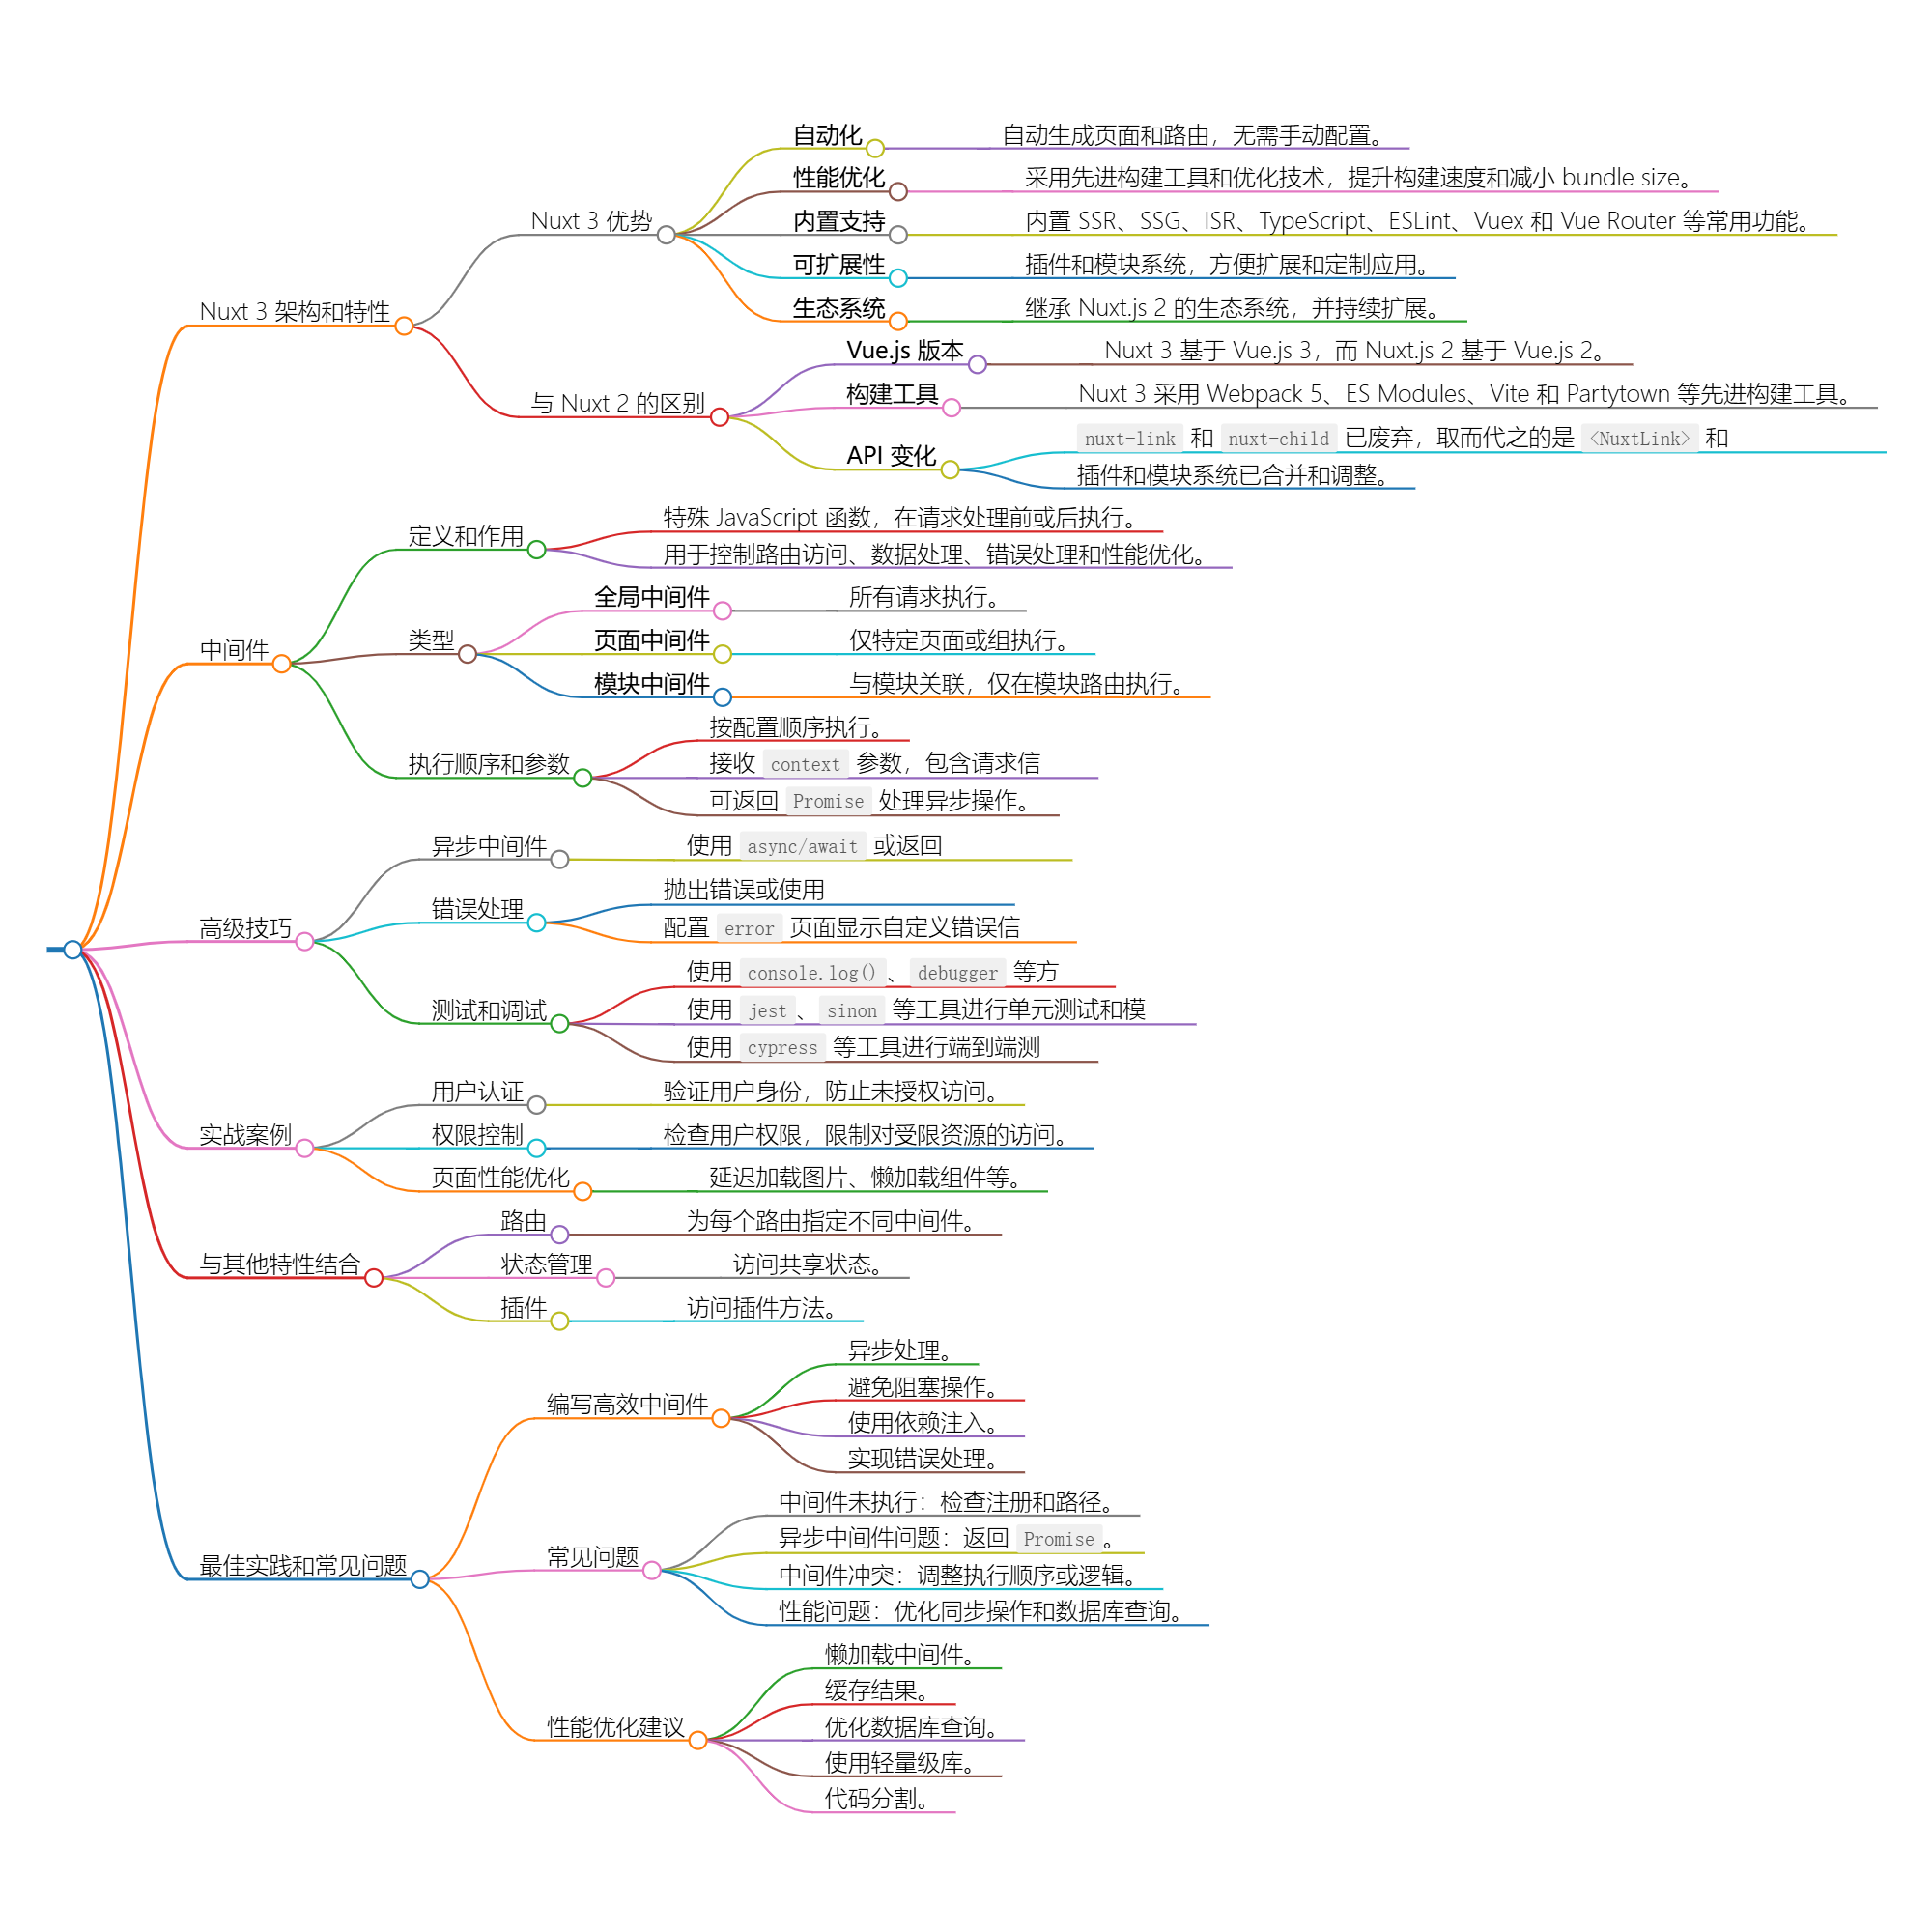 Nuxt 3 架构和特性
Nuxt 3 优势
自动化
自动生成页面和路由，无需手动配置。
性能优化
采用先进构建工具和优化技术，提升构建速度和减小 bundle size。
内置支持
内置 SSR、SSG、ISR、TypeScript、ESLint、Vuex 和 Vue Router 等常用功能。
可扩展性
插件和模块系统，方便扩展和定制应用。
生态系统
继承 Nuxt.js 2 的生态系统，并持续扩展。
与 Nuxt 2 的区别
Vue.js 版本
Nuxt 3 基于 Vue.js 3，而 Nuxt.js 2 基于 Vue.js 2。
构建工具
Nuxt 3 采用 Webpack 5、ES Modules、Vite 和 Partytown 等先进构建工具。
API 变化
nuxt-link 和 nuxt-child 已废弃，取而代之的是 <NuxtLink> 和
插件和模块系统已合并和调整。
中间件
定义和作用
特殊 JavaScript 函数，在请求处理前或后执行。
用于控制路由访问、数据处理、错误处理和性能优化。
类型
全局中间件
所有请求执行。
页面中间件
仅特定页面或组执行。
模块中间件
与模块关联，仅在模块路由执行。
执行顺序和参数
按配置顺序执行。
接收 context 参数，包含请求信
可返回 Promise 处理异步操作。
高级技巧
异步中间件
使用 async/await 或返回
错误处理
抛出错误或使用
配置 error 页面显示自定义错误信
测试和调试
使用 console.log() 、 debugger 等方
使用 jest 、 sinon 等工具进行单元测试和模
使用 cypress 等工具进行端到端测
实战案例
用户认证
验证用户身份，防止未授权访问。
权限控制
检查用户权限，限制对受限资源的访问。
页面性能优化
延迟加载图片、懒加载组件等。
与其他特性结合
路由
为每个路由指定不同中间件。
状态管理
访问共享状态。
插件
访问插件方法。
最佳实践和常见问题
编写高效中间件
异步处理。
避免阻塞操作。
使用依赖注入。
实现错误处理。
常见问题
中间件未执行：检查注册和路径。
异步中间件问题：返回 Promise 。
中间件冲突：调整执行顺序或逻辑。
性能问题：优化同步操作和数据库查询。
性能优化建议
懒加载中间件。
缓存结果。
优化数据库查询。
使用轻量级库。
代码分割。